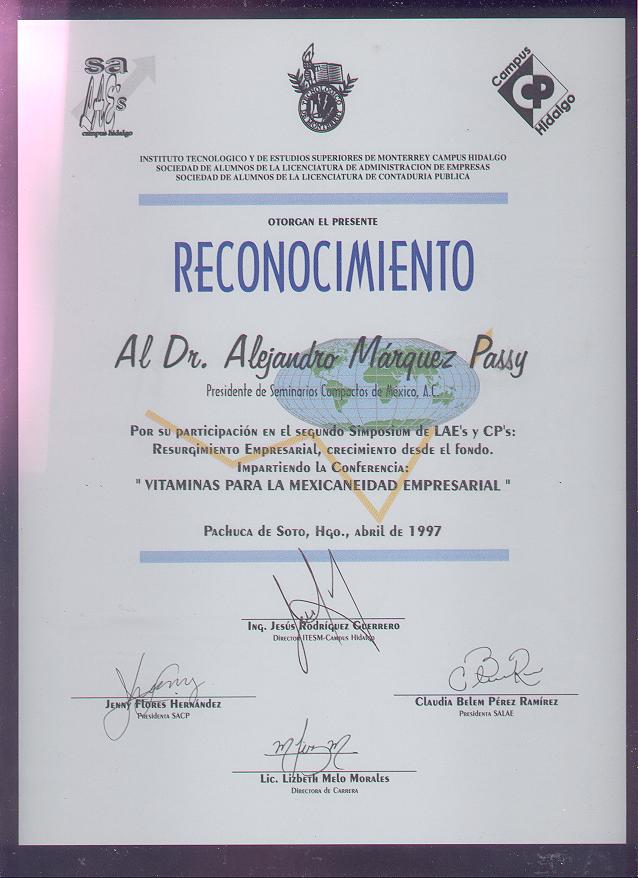 sa
LAEs
campus hidalgo
TECNOLOGICO
DE MONTERREY
Campus
CP
Hidalgo
INSTITUTO TECNOLOGICO Y DE ESTUDIOS SUPERIORES DE MONTERREY CAMPUS HIDALGO
SOCIEDAD DE ALUMNOS DE LA LICENCIATURA DE ADMINISTRACION DE EMPRESAS
SOCIEDAD DE ALUMNOS DE LA LICENCIATURA DE CONTADURIA PUBLICA
OTORGAN EL PRESENTE
RECONOCIMIENTO
Al Dr. Alejandro Márquez Passy
Presidente de Seminarios Compactos de México, A.C.
Por su participación en el segundo Simposium de LAE's y CP's:
Resurgimiento Empresarial, crecimiento desde el fondo.
Impartiendo la Conferencia:
" VITAMINAS PARA LA MEXICANEIDAD EMPRESARIAL "
Pachuca de Soto, Hgo., abril de 1997
Ing. Jesús Rodríguez Guerrero
Director ITESM-Campus Hidalgo
Jenny Flores Hernández
Presidenta SACP
Claudia Belem Pérez Ramírez
Presidenta SALAE
Lic. Lizbeth Melo Morales
Directora de Carrera